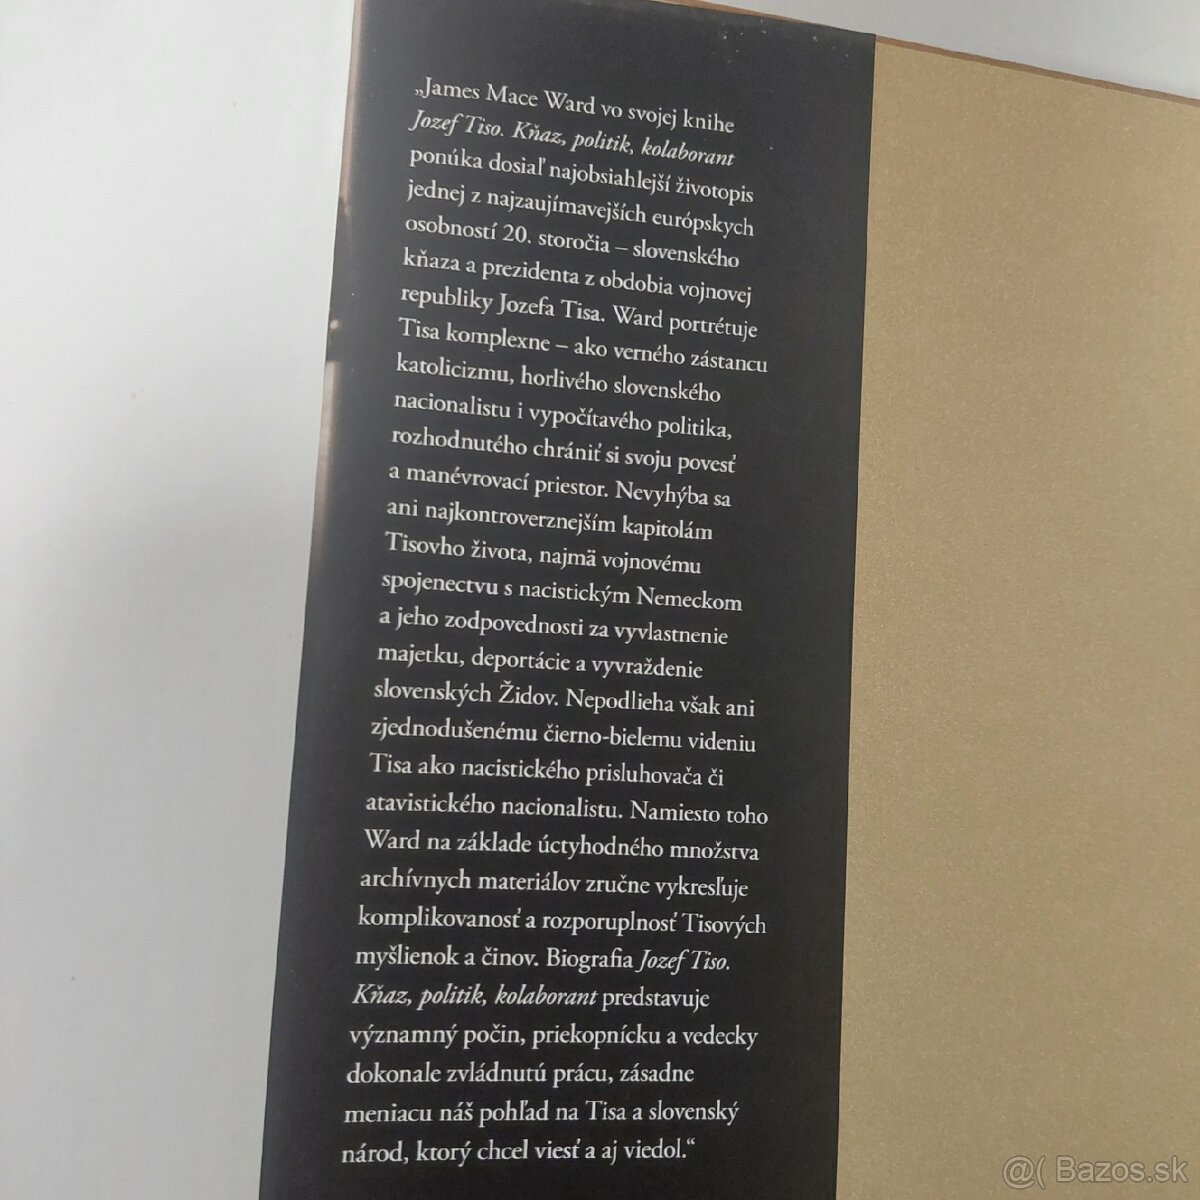 „James Mace Ward vo svojej knihe
Jozef Tiso. Kňaz, politik, kolaborant
ponúka dosiaľ najobsiahlejší životopis
jednej z najzaujímavejších európskych
osobností 20. storočia – slovenského
kňaza a prezidenta z obdobia vojnovej
republiky Jozefa Tisa. Ward portrétuje
Tisa komplexne – ako verného zástancu
katolicizmu, horlivého slovenského
nacionalistu i vypočítavého politika,
rozhodnutého chrániť si svoju povesť
a manévrovací priestor. Nevyhýba sa
ani najkontroverznejším kapitolám
Tisovho života, najmä vojnovému
spojenectvu s nacistickým Nemeckom
a jeho zodpovednosti za vyvlastnenie
majetku, deportácie a vyvraždenie
slovenských Židov. Nepodlieha však ani
zjednodušenému čierno-bielemu videniu
Tisa ako nacistického prisluhovača či
atavistického nacionalistu. Namiesto toho
Ward na základe úctyhodného množstva
archívnych materiálov zručne vykresľuje
komplikovanosť a rozporuplnosť Tisových
myšlienok a činov. Biografia Jozef Tiso.
Kňaz, politik, kolaborant predstavuje
významný počin, priekopnícku a vedecky
dokonale zvládnutú prácu, zásadne
meniacu náš pohľad na Tisa a slovenský
národ, ktorý chcel viesť a aj viedol.“
@( Bazos.sk